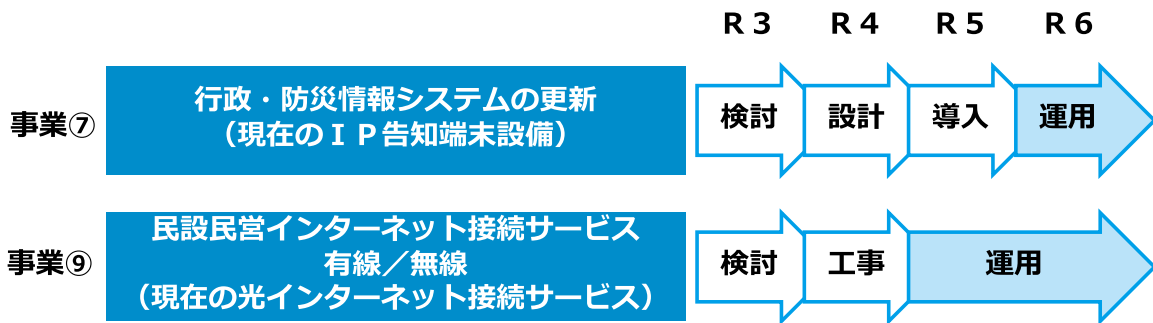 R3 R4 R5 R6
事業⑦
行政・防災情報システムの更新
(現在のIP告知端末設備)
検討 設計 導入 運用
事業⑨
民設民営インターネット接続サービス
有線/無線
(現在の光インターネット接続サービス)
検討 工事 運用